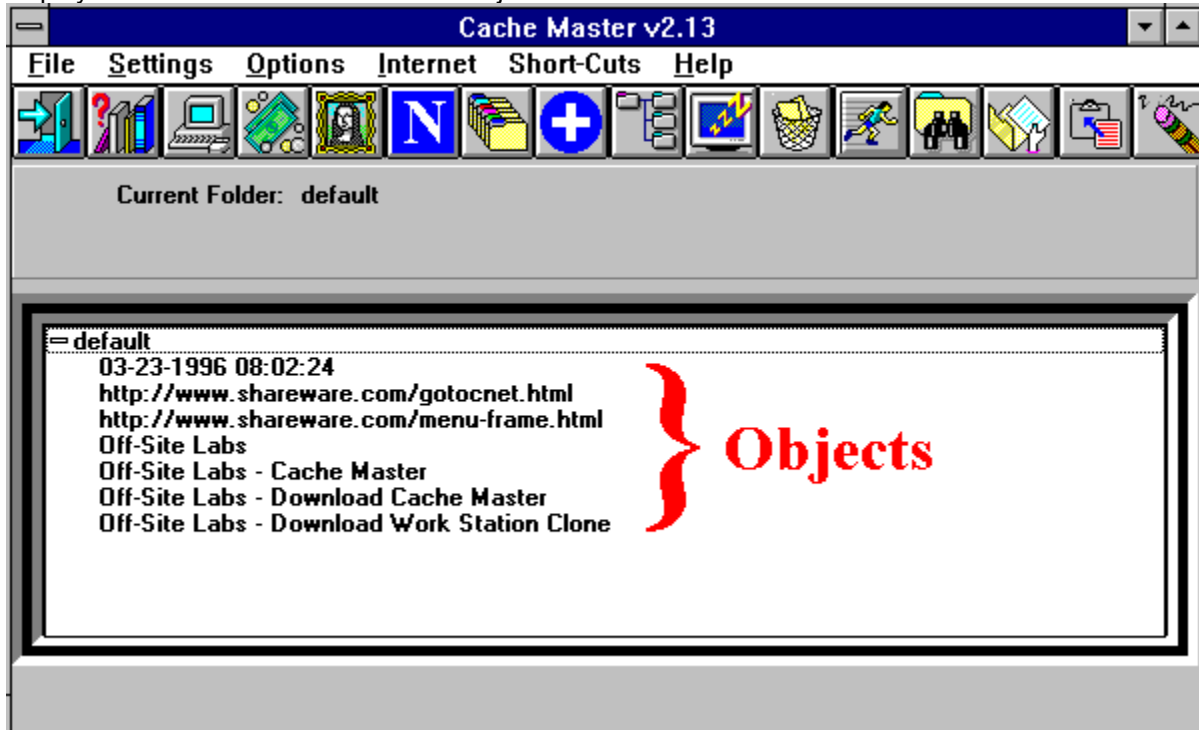 Cache Master v2.13
File Settings Options Internet Short-Cuts Help
N
Current Folder: default
default
03-23-1996 08:02:24
http://www.shareware.com/gotocnet.html
http://www.shareware.com/menu-frame.html
Off-Site Labs
Off-Site Labs - Cache Master
Off-Site Labs - Download Cache Master
Off-Site Labs - Download Work Station Clone
Objects